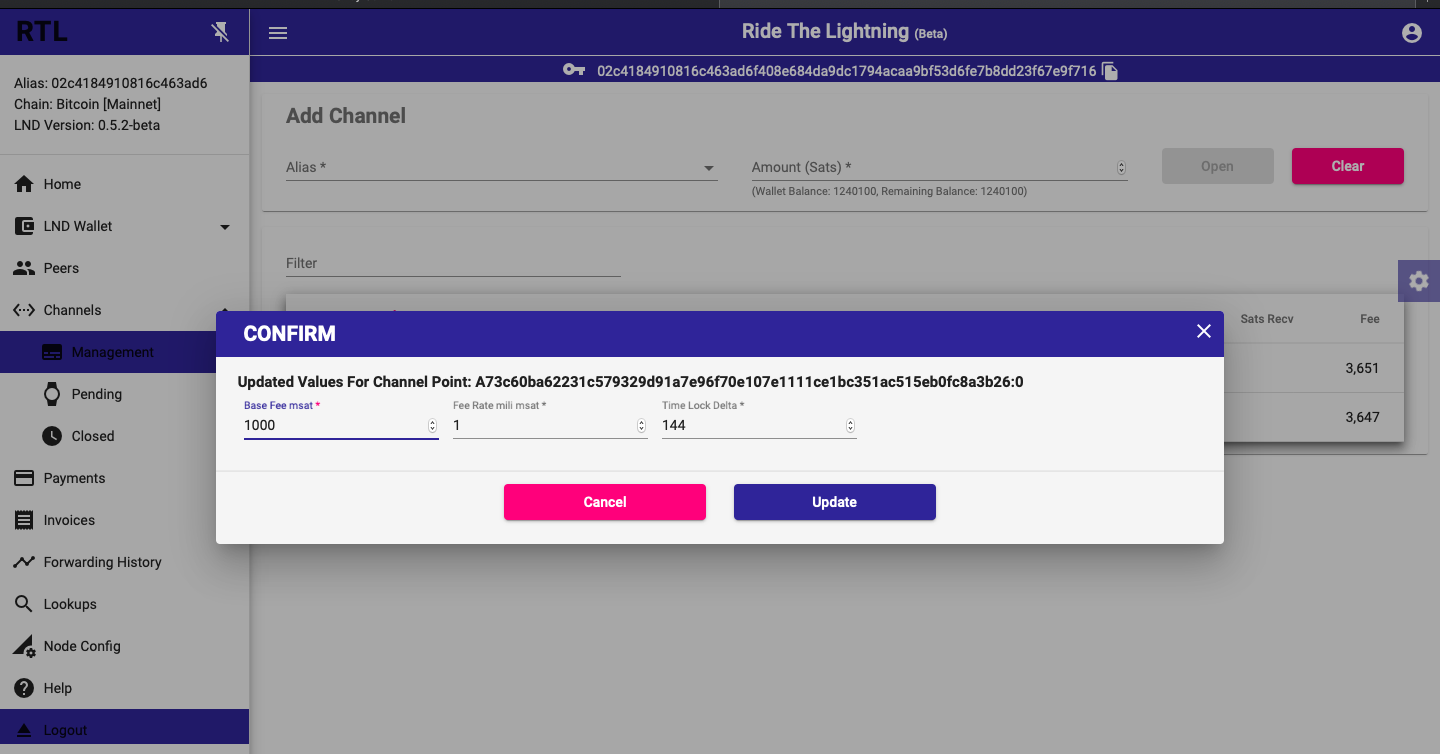 RTL
Ride The Lightning (Beta)
02c4184910816c463ad6f408e684da9dc1794acaa9bf53d6fe7b8dd23f67e9f716
Alias: 02c4184910816c463ad6
Chain: Bitcoin [Mainnet]
LND Version: 0.5.2-beta
Home
LND Wallet
Peers
Channels
Management
Pending
Closed
Payments
Invoices
Forwarding History
Lookups
Node Config
Help
Logout
Add Channel
Alias *
Amount (Sats) *
(Wallet Balance: 1240100, Remaining Balance: 1240100)
Open
Clear
Filter
Sats Recv
Fee
3,651
3,647
CONFIRM
Updated Values For Channel Point: A73c60ba62231c579329d91a7e96f70e107e1111ce1bc351ac515eb0fc8a3b26:0
Base Fee msat *
1000
Fee Rate mili msat *
1
Time Lock Delta *
144
Cancel
Update